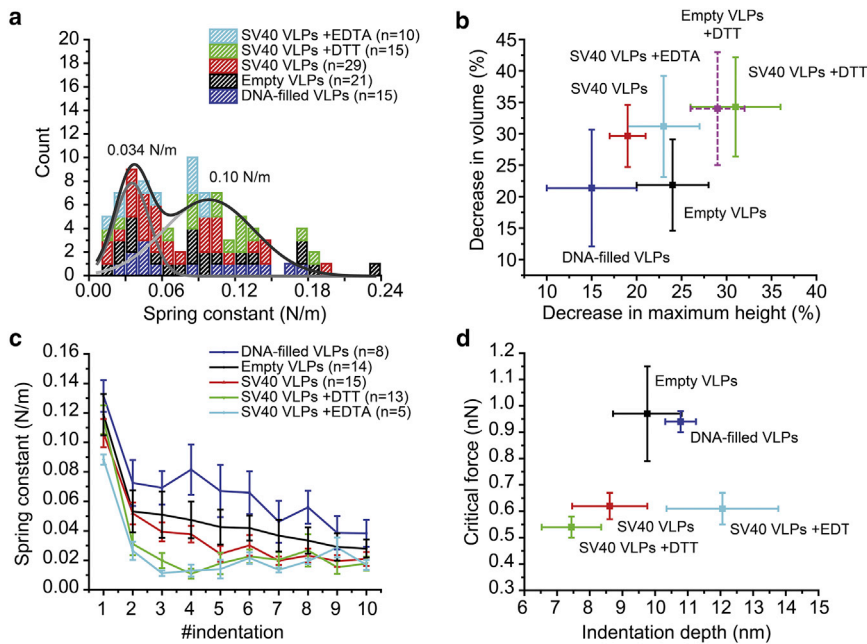 a
SV40 VLPs +EDTA (n=10)
SV40 VLPs +DTT (n=15)
SV40 VLPs (n=29)
Empty VLPs (n=21)
DNA-filled VLPs (n=15)
20
18
16
14
12
10
8
6
4
2
0
Count
0.034 N/m
0.10 N/m
0.00 0.06 0.12 0.18 0.24
Spring constant (N/m)
b
Empty VLPs
+DTT
SV40 VLPs +EDTA
SV40 VLPs
SV40 VLPs +DTT
Empty VLPs
DNA-filled VLPs
45
40
35
30
25
20
15
10
Decrease in volume (%)
10 15 20 25 30 35 40
Decrease in maximum height (%)
c
DNA-filled VLPs (n=8)
Empty VLPs (n=14)
SV40 VLPs (n=15)
SV40 VLPs +DTT (n=13)
SV40 VLPs +EDTA (n=5)
0.16
0.14
0.12
0.10
0.08
0.06
0.04
0.02
0.00
Spring constant (N/m)
1 2 3 4 5 6 7 8 9 10
#indentation
d
1.2
1.1
1.0
0.9
0.8
0.7
0.6
0.5
0.4
0.3
Critical force (nN)
Empty VLPs
DNA-filled VLPs
SV40 VLPs
SV40 VLPs +EDT
SV40 VLPs +DTT
6 7 8 9 10 11 12 13 14 15
Indentation depth (nm)